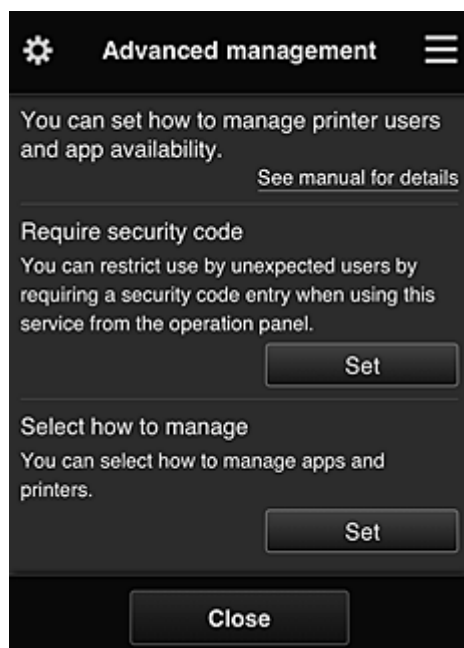 Advanced management
You can set how to manage printer users
and app availability.
See manual for details
Require security code
You can restrict use by unexpected users by
requiring a security code entry when using this
service from the operation panel.
Set
Select how to manage
You can select how to manage apps and
printers.
Set
Close